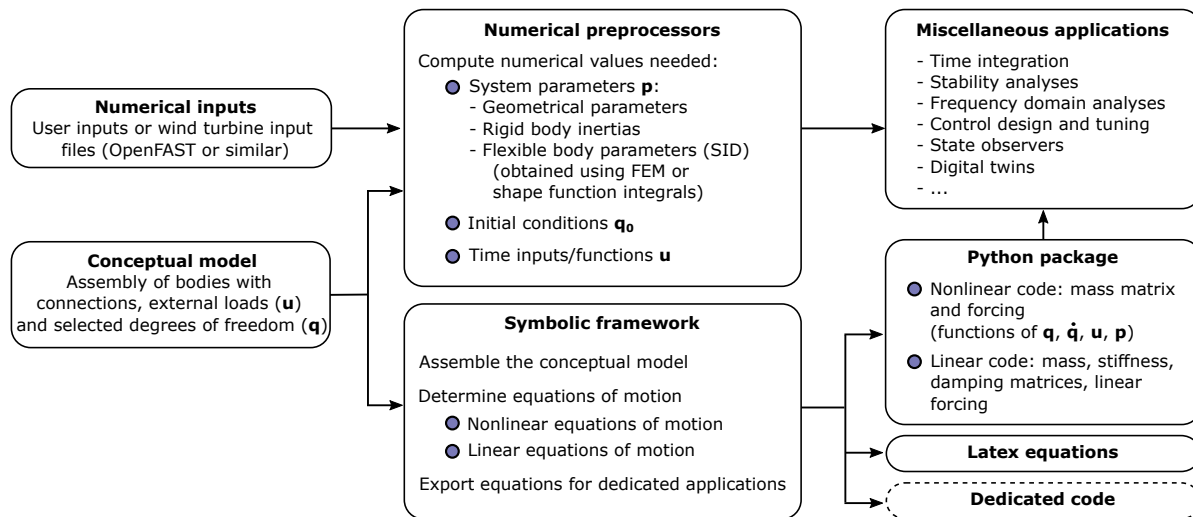 Numerical inputs
User inputs or wind turbine input
files (OpenFAST or similar)
Conceptual model
Assembly of bodies with
connections, external loads (u)
and selected degrees of freedom (q)
Numerical preprocessors
Compute numerical values needed:
System parameters p:
- Geometrical parameters
- Rigid body inertias
- Flexible body parameters (SID)
(obtained using FEM or
shape function integrals)
Initial conditions q₀
Time inputs/functions u
Symbolic framework
Assemble the conceptual model
Determine equations of motion
Nonlinear equations of motion
Linear equations of motion
Export equations for dedicated applications
Miscellaneous applications
- Time integration
- Stability analyses
- Frequency domain analyses
- Control design and tuning
- State observers
- Digital twins
- ...
Python package
Nonlinear code: mass matrix
and forcing
(functions of q, q̇, u, p)
Linear code: mass, stiffness,
damping matrices, linear
forcing
Latex equations
Dedicated code